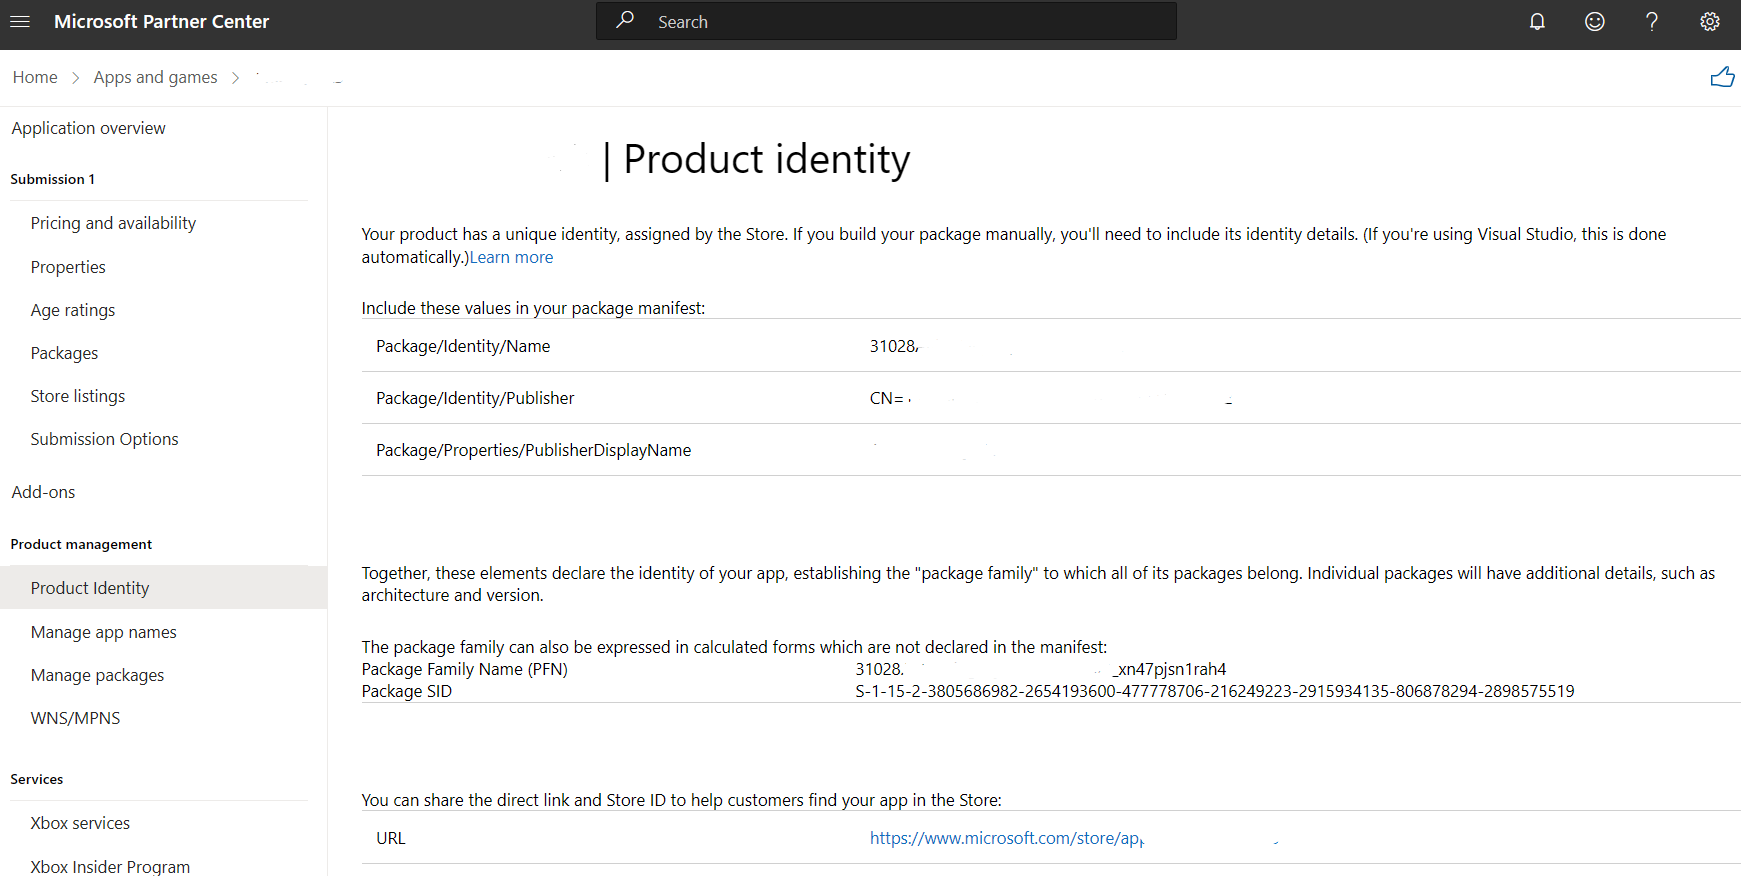 Microsoft Partner Center
Search
Home > Apps and games >
Application overview
Submission 1
Pricing and availability
Properties
Age ratings
Packages
Store listings
Submission Options
Add-ons
Product management
Product Identity
Manage app names
Manage packages
WNS/MPNS
Services
Xbox services
Xbox Insider Program
| Product identity
Your product has a unique identity, assigned by the Store. If you build your package manually, you'll need to include its identity details. (If you're using Visual Studio, this is done
automatically.)Learn more
Include these values in your package manifest:
Package/Identity/Name 31028
Package/Identity/Publisher CN=
Package/Properties/PublisherDisplayName
Together, these elements declare the identity of your app, establishing the "package family" to which all of its packages belong. Individual packages will have additional details, such as
architecture and version.
The package family can also be expressed in calculated forms which are not declared in the manifest:
Package Family Name (PFN) 31028. _xn47pjsn1rah4
Package SID S-1-15-2-3805686982-2654193600-477778706-216249223-2915934135-806878294-2898575519
You can share the direct link and Store ID to help customers find your app in the Store:
URL https://www.microsoft.com/store/app